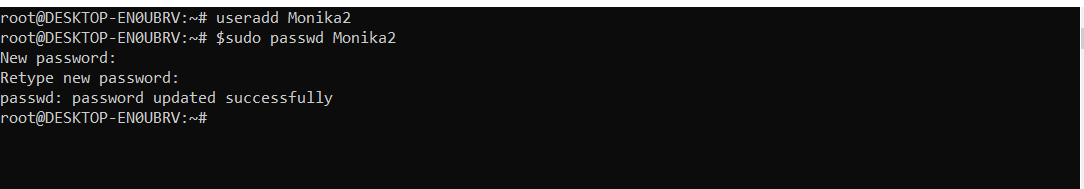 root@DESKTOP-EN0UBRV:~# useradd Monika2
root@DESKTOP-EN0UBRV:~# $sudo passwd Monika2
New password:
Retype new password:
passwd: password updated successfully
root@DESKTOP-EN0UBRV:~#